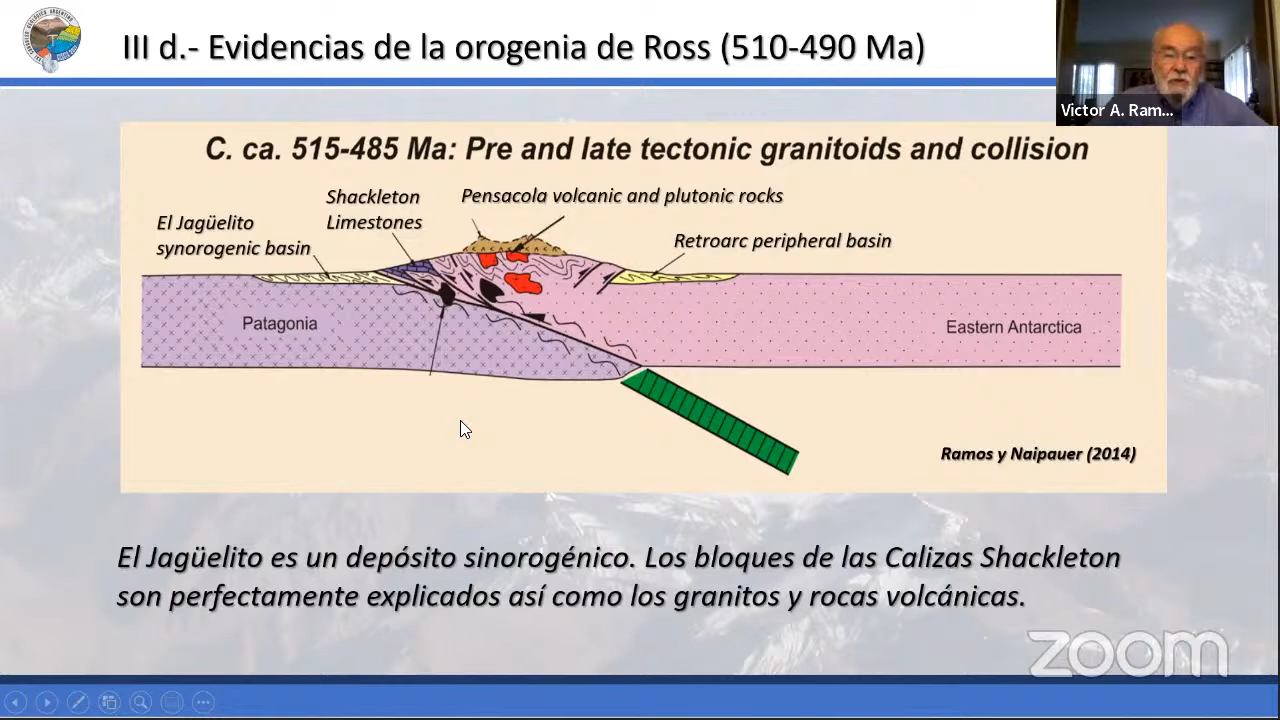 III d.- Evidencias de la orogenia de Ross (510-490 Ma)
Victor A. Ram...
C. ca. 515-485 Ma: Pre and late tectonic granitoids and collision
Shackleton
Limestones
Pensacola volcanic and plutonic rocks
El Jagüelito
synorogenic basin
Retroarc peripheral basin
Patagonia
Eastern Antarctica
Ramos y Naipauer (2014)
El Jagüelito es un depósito sinorogénico. Los bloques de las Calizas Shackleton
son perfectamente explicados así como los granitos y rocas volcánicas.
zoom